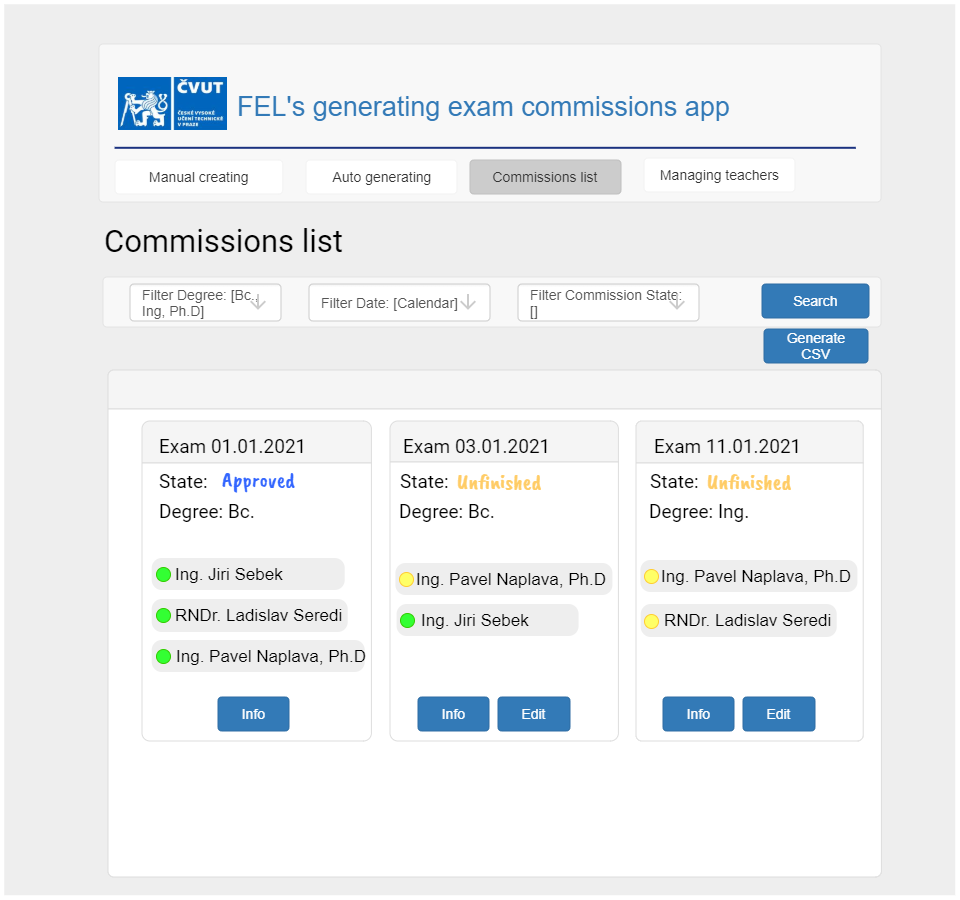 ČVUT
ČESKÉ VYSOKÉ
UČENÍ TECHNICKÉ
V PRAZE
FEL's generating exam commissions app
Manual creating
Auto generating
Commissions list
Managing teachers
Commissions list
Filter Degree: [Bc.,
Ing, Ph.D]
Filter Date: [Calendar]
Filter Commission State:
[]
Search
Generate
CSV
Exam 01.01.2021
State: Approved
Degree: Bc.
Ing. Jiri Sebek
RNDr. Ladislav Seredi
Ing. Pavel Naplava, Ph.D
Info
Exam 03.01.2021
State: Unfinished
Degree: Bc.
Ing. Pavel Naplava, Ph.D
Ing. Jiri Sebek
Info
Edit
Exam 11.01.2021
State: Unfinished
Degree: Ing.
Ing. Pavel Naplava, Ph.D
RNDr. Ladislav Seredi
Info
Edit